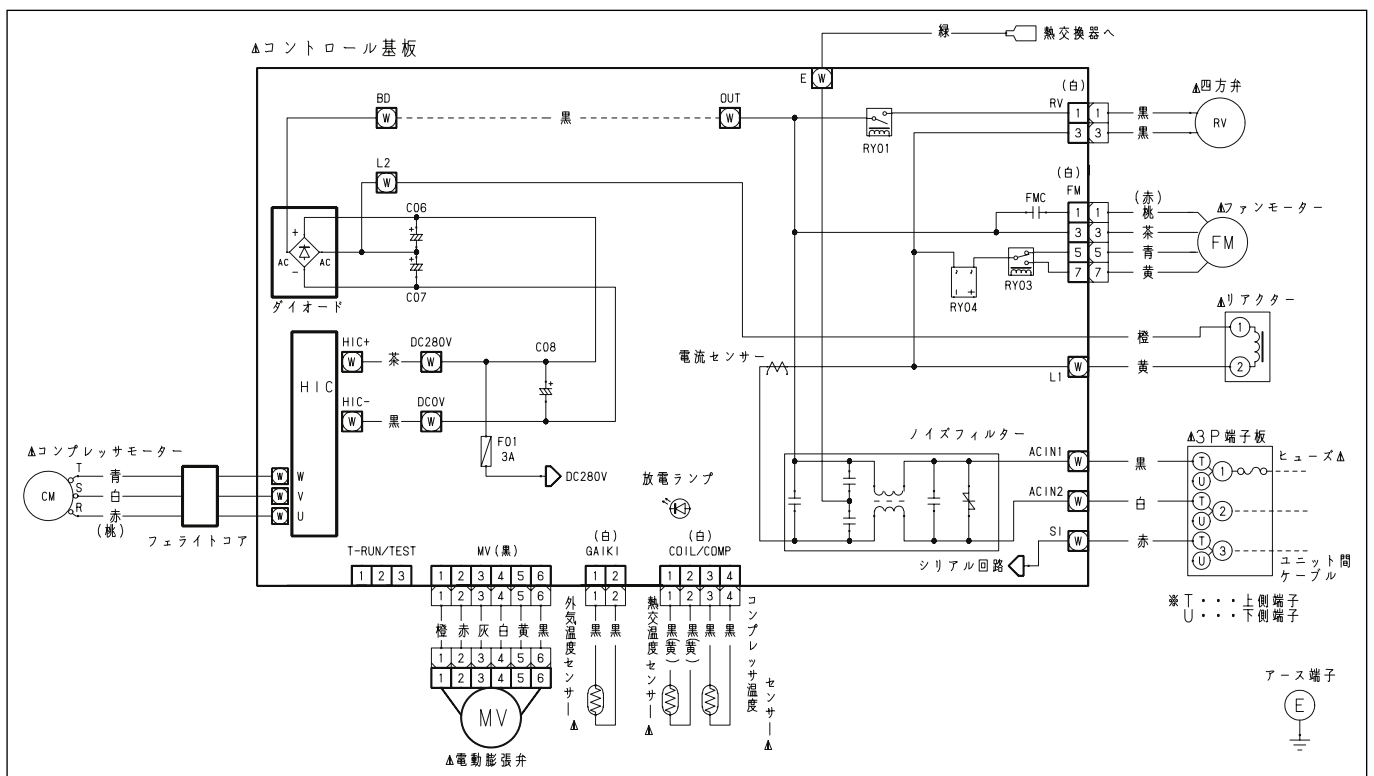 緑
熱交換器へ
⚠コントロール基板
E W
(白)
⚠四方弁
BD
OUT
RV
W
黒
W
1 1 黒
RV
3 3 黒
RY01
L2
W
(白)
FM
C06
FMC
(赤)
⚠ファンモーター
1 1 桃
3 3 茶
FM
+
AC AC
-
5 5 青
7 7 黄
C07
RY03
RY04
ダイオード
⚠リアクター
橙
1
HIC+
DC280V
C08
電流センサー
W 茶 W
L1
W
黄
2
HIC
HIC-
DC0V
W 黒 W
F01
3A
DC280V
ノイズフィルター
⚠3P端子板
ヒューズ⚠
ACIN1
W
黒
T
U
1
ACIN2
W
白
T
U
2
SI
W
赤
T
U
3
シリアル回路
ユニット間
ケーブル
※T・・・上側端子
U・・・下側端子
⚠コンプレッサモーター
CM
T 青
S 白
R 赤
(桃)
フェライトコア
W W
W V
W U
放電ランプ
T-RUN/TEST
1 2 3
MV(黒)
1 2 3 4 5 6
1 2 3 4 5 6
橙 赤 灰 白 黄 黒
1 2 3 4 5 6
1 2 3 4 5 6
MV
⚠電動膨張弁
(白)
GAIKI
1 2
1 2
黒 黒
外気温度センサー⚠
(白)
COIL/COMP
1 2 3 4
1 2 3 4
黒(黄) 黒(黄) 黒 黒
熱交温度センサー⚠
コンプレッサ温度
センサー⚠
アース端子
E